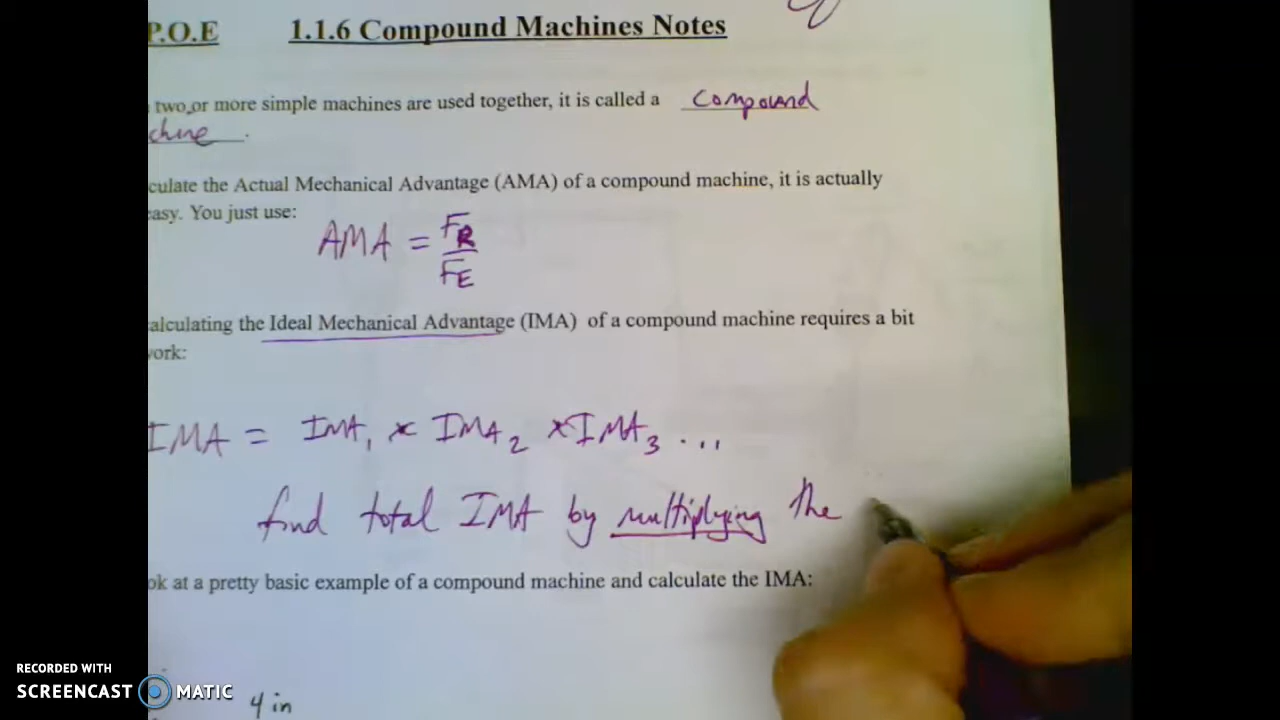 P.O.E 1.1.6 Compound Machines Notes
two or more simple machines are used together, it is called a compound
chine.
culate the Actual Mechanical Advantage (AMA) of a compound machine, it is actually
easy. You just use:
AMA = FR
FE
alculating the Ideal Mechanical Advantage (IMA) of a compound machine requires a bit
work:
IMA = IMA1 x IMA2 x IMA3 ...
find total IMA by multiplying the
ok at a pretty basic example of a compound machine and calculate the IMA:
4 in
RECORDED WITH
SCREENCAST MATIC